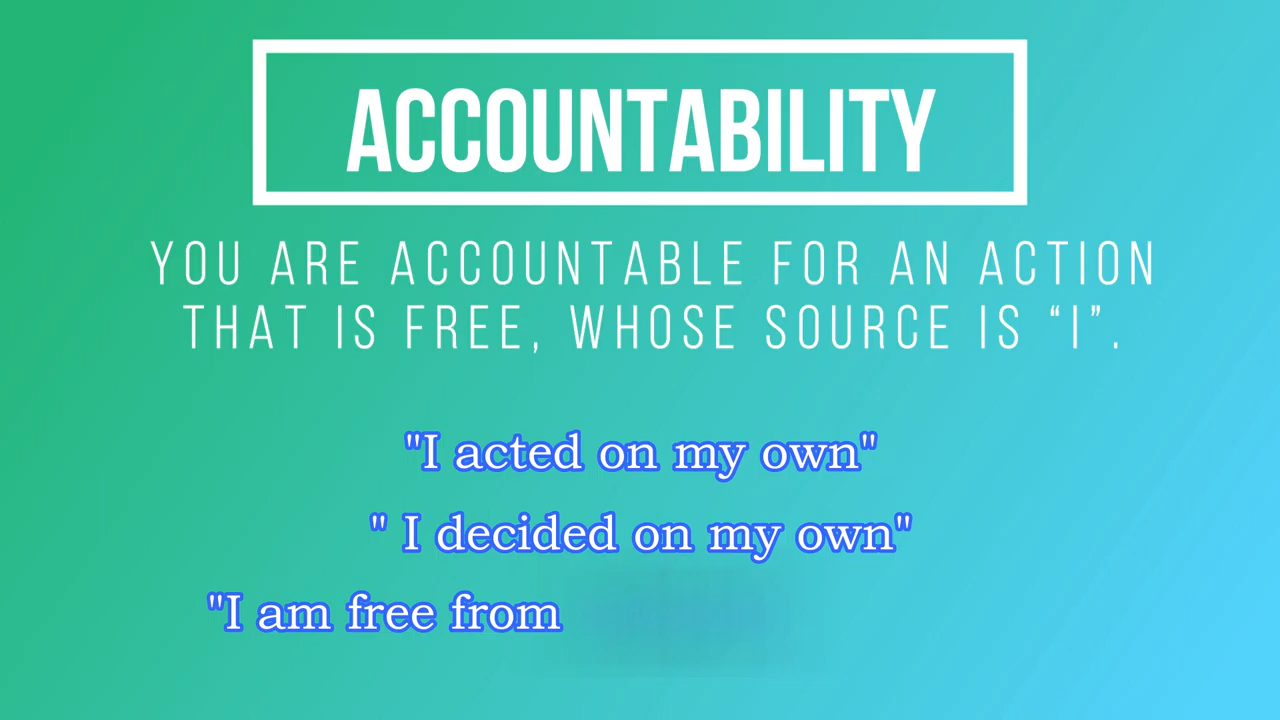 ACCOUNTABILITY
YOU ARE ACCOUNTABLE FOR AN ACTION
THAT IS FREE, WHOSE SOURCE IS “I”.
"I acted on my own"
" I decided on my own"
"I am free from